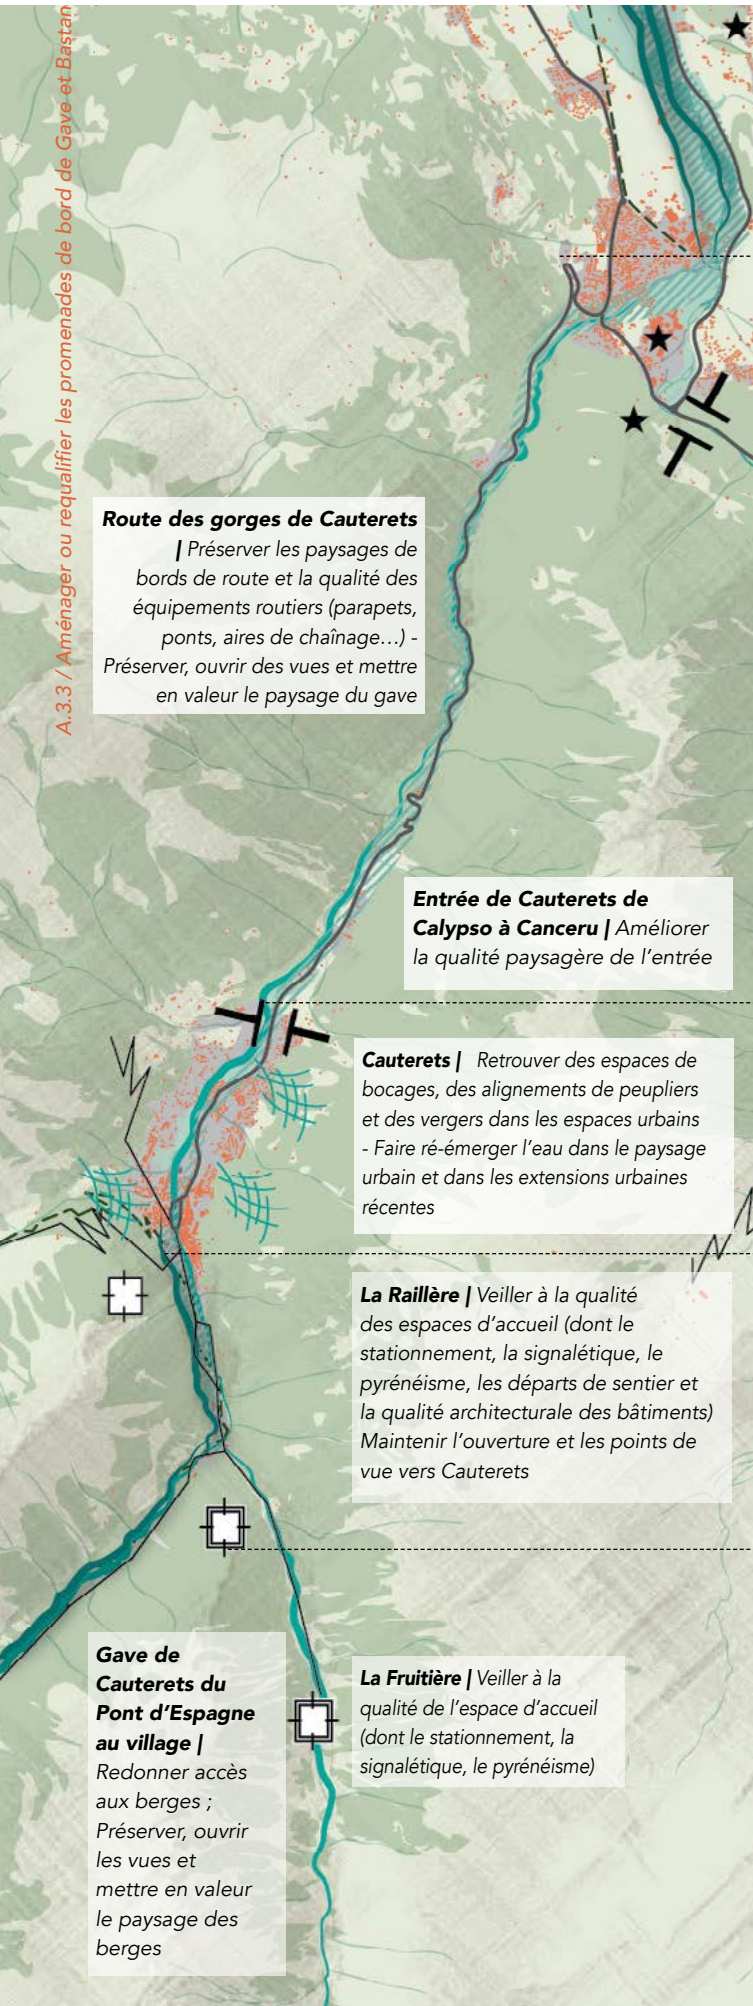 A.3.3 / Aménager ou requalifier les promenades de bord de Gave et Bastan
Route des gorges de Cauterets
| Préserver les paysages de
bords de route et la qualité des
équipements routiers (parapets,
ponts, aires de chaînage…) -
Préserver, ouvrir des vues et mettre
en valeur le paysage du gave
Entrée de Cauterets de
Calypso à Canceru | Améliorer
la qualité paysagère de l’entrée
Cauterets | Retrouver des espaces de
bocages, des alignements de peupliers
et des vergers dans les espaces urbains
- Faire ré-émerger l’eau dans le paysage
urbain et dans les extensions urbaines
récentes
La Raillère | Veiller à la qualité
des espaces d’accueil (dont le
stationnement, la signalétique, le
pyrénéisme, les départs de sentier et
la qualité architecturale des bâtiments)
Maintenir l’ouverture et les points de
vue vers Cauterets
Gave de
Cauterets du
Pont d’Espagne
au village |
Redonner accès
aux berges ;
Préserver, ouvrir
les vues et
mettre en valeur
le paysage des
berges
La Fruitière | Veiller à la
qualité de l’espace d’accueil
(dont le stationnement, la
signalétique, le pyrénéisme)